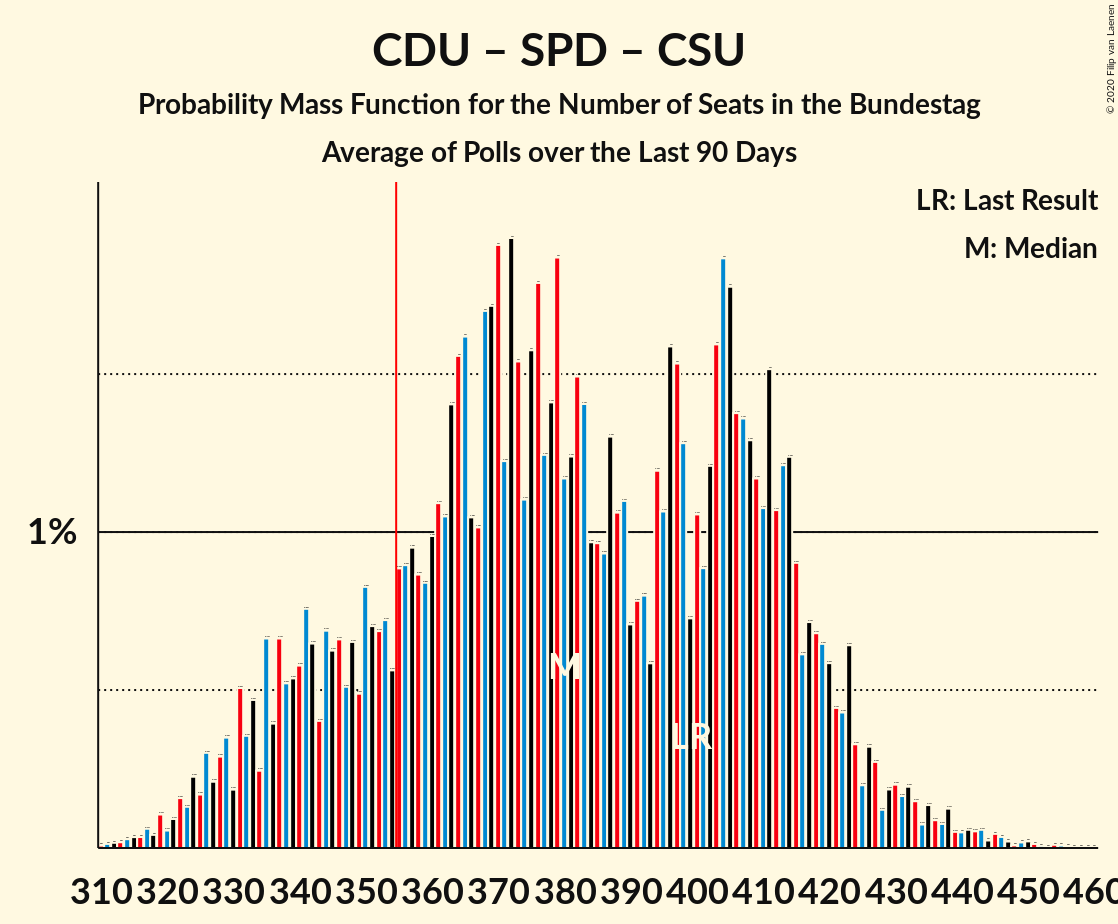 CDU – SPD – CSU
Probability Mass Function for the Number of Seats in the Bundestag
Average of Polls over the Last 90 Days
© 2020 Filip van Laenen
LR: Last Result
M: Median
1%
M
LR
310 320 330 340 350 360 370 380 390 400 410 420 430 440 450 460